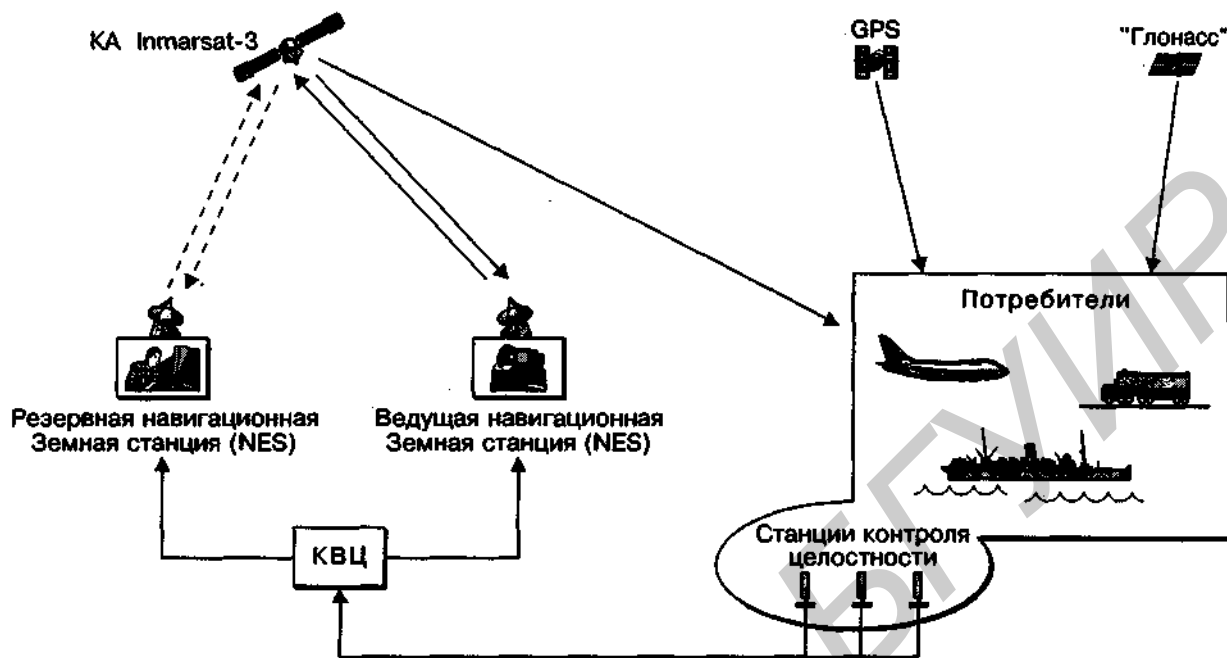 КА Inmarsat-3
GPS
"Глонасс"
Потребители
Резервная навигационная
Земная станция (NES)
Ведущая навигационная
Земная станция (NES)
КВЦ
Станции контроля
целостности
БГУИР